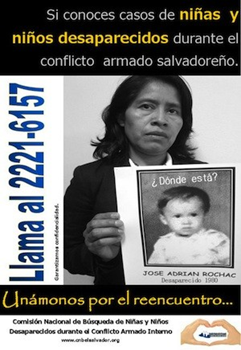 Si conoces casos de niñas y
niños desaparecidos durante el
conflicto armado salvadoreño.
Llama al 2221-6157
Garantizamos confidencialidad.
¿Dónde está?
JOSE ADRIAN ROCHAC
Desaparecido 1980
Unámonos por el reencuentro...
Comisión Nacional de Búsqueda de Niñas y Niños
Desaparecidos durante el Conflicto Armado Interno
www.cnbelsalvador.org